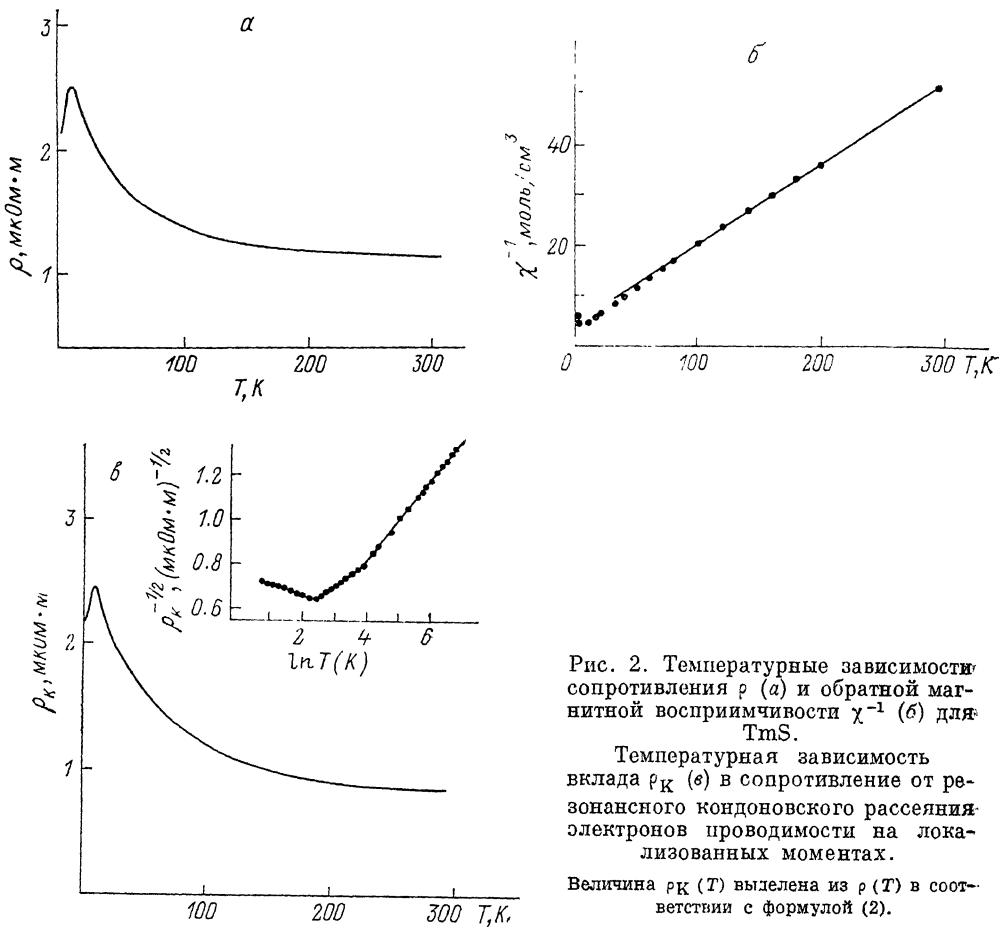 а
3
2
1
ρ, мкОм·м
100
200
300
T, K
б
40
20
χ⁻¹, моль/см³
0
100
200
300 T, K
в
3
2
1
ρ_K, мкОм·м
100
200
300 T, K
1.2
1.0
0.8
0.6
ρ_K^-1/2, (мкОм·м)^-1/2
2
4
6
ln T (K)
Рис. 2. Температурные зависимости
сопротивления ρ (а) и обратной маг-
нитной восприимчивости χ⁻¹ (б) для
TmS.
Температурная зависимость
вклада ρ_K (в) в сопротивление от ре-
зонансного кондоновского рассеяния
электронов проводимости на лока-
лизованных моментах.
Величина ρ_K (T) выделена из ρ (T) в соот-
ветствии с формулой (2).